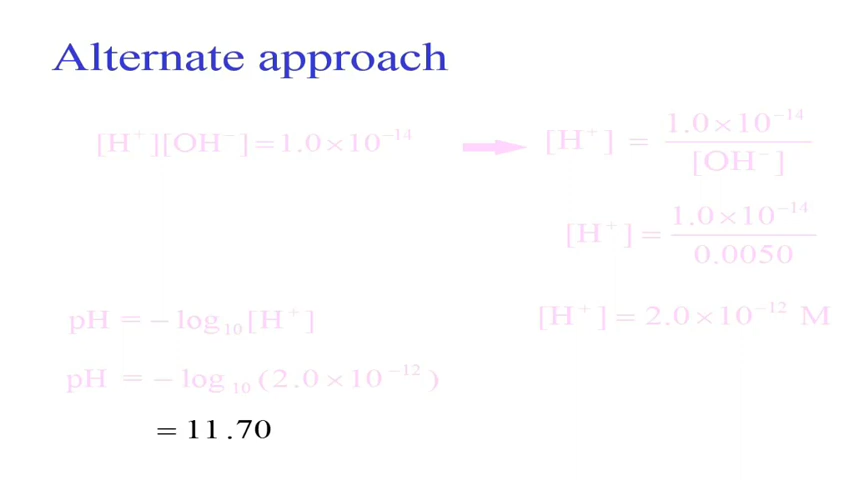 Alternate approach
[H⁺][OH⁻] = 1.0×10⁻¹⁴
[H⁺] = 1.0×10⁻¹⁴ / [OH⁻]
[H⁺] = 1.0×10⁻¹⁴ / 0.0050
[H⁺] = 2.0×10⁻¹² M
pH = − log₁₀ [H⁺]
pH = − log₁₀ (2.0×10⁻¹²)
= 11.70